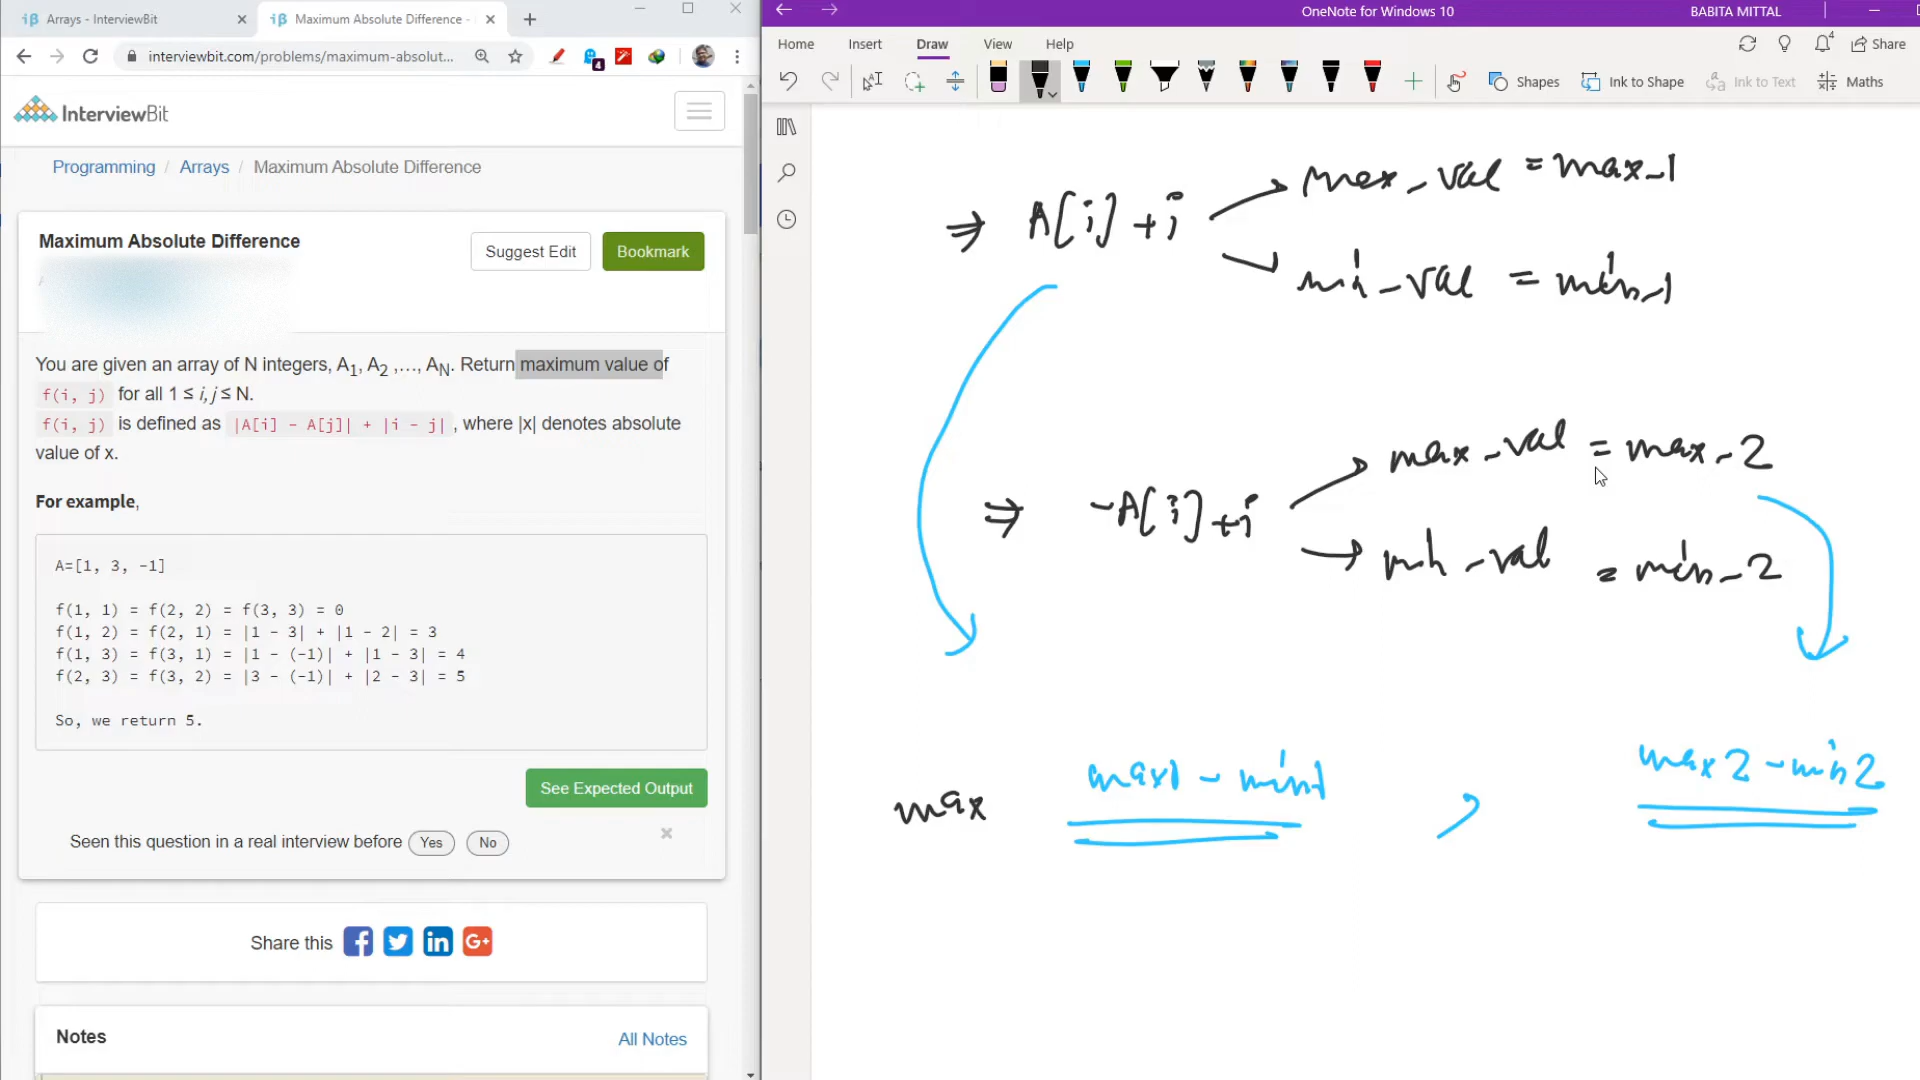 Arrays - InterviewBit
Maximum Absolute Difference -
interviewbit.com/problems/maximum-absolut...
4
InterviewBit
Programming / Arrays / Maximum Absolute Difference
Maximum Absolute Difference
Suggest Edit
Bookmark
You are given an array of N integers, A1, A2 ,…., AN. Return maximum value of
f(i, j) for all 1 ≤ i, j ≤ N.
f(i, j) is defined as |A[i] - A[j]| + |i - j|, where |x| denotes absolute
value of x.
For example,
A=[1, 3, -1]
f(1, 1) = f(2, 2) = f(3, 3) = 0
f(1, 2) = f(2, 1) = |1 - 3| + |1 - 2| = 3
f(1, 3) = f(3, 1) = |1 - (-1)| + |1 - 3| = 4
f(2, 3) = f(3, 2) = |3 - (-1)| + |2 - 3| = 5
So, we return 5.
See Expected Output
Seen this question in a real interview before Yes No
Share this
Notes
All Notes
OneNote for Windows 10
BABITA MITTAL
Home Insert Draw View Help
4
Share
Shapes
Ink to Shape
Ink to Text
Maths
⇒ A[i]+i
max_val = max_1
min_val = min_1
⇒ -A[i]+i
max_val = max_2
min_val = min_2
max max1 - min1 , max2 - min2